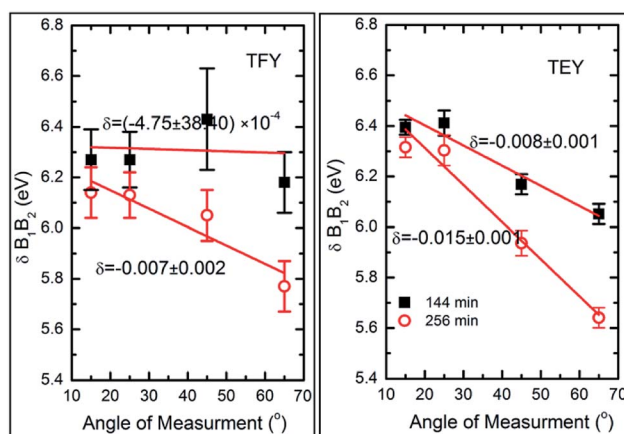 TFY
δ=(-4.75±38.40) ×10⁻⁴
δ=-0.007±0.002
δ B₁B₂ (eV)
6.8
6.6
6.4
6.2
6.0
5.8
5.6
5.4
10 20 30 40 50 60 70
Angle of Measurment (°)
TEY
δ=-0.008±0.001
δ=-0.015±0.001
144 min
256 min
δ B₁B₂ (eV)
6.8
6.6
6.4
6.2
6.0
5.8
5.6
5.4
10 20 30 40 50 60 70
Angle of Measurment (°)